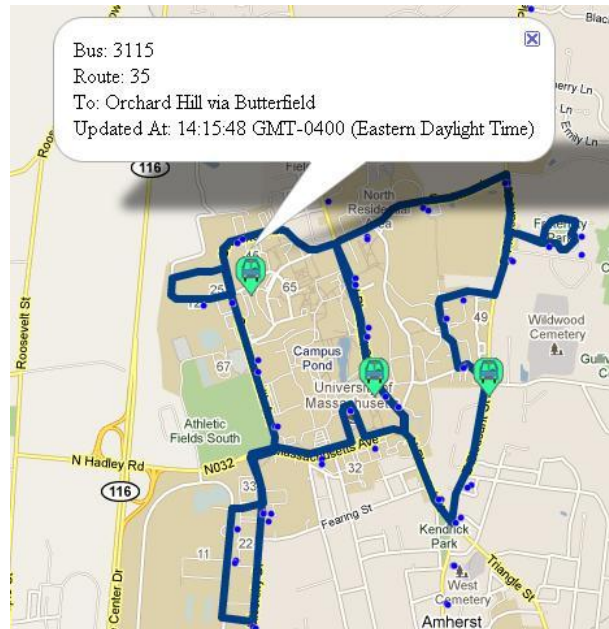 Bus: 3115
Route: 35
To: Orchard Hill via Butterfield
Updated At: 14:15:48 GMT-0400 (Eastern Daylight Time)
Roosevelt St
116
North
Residential
Area
65
25
12
67
49
Wildwood
Cemetery
Campus
Pond
University of
Massachusetts
Athletic
Fields South
N Hadley Rd
N032
Massachusetts Ave
32
116
33
Fearing St
22
11
Kendrick
Park
Triangle St
West
Cemetery
Center Dr
Amherst